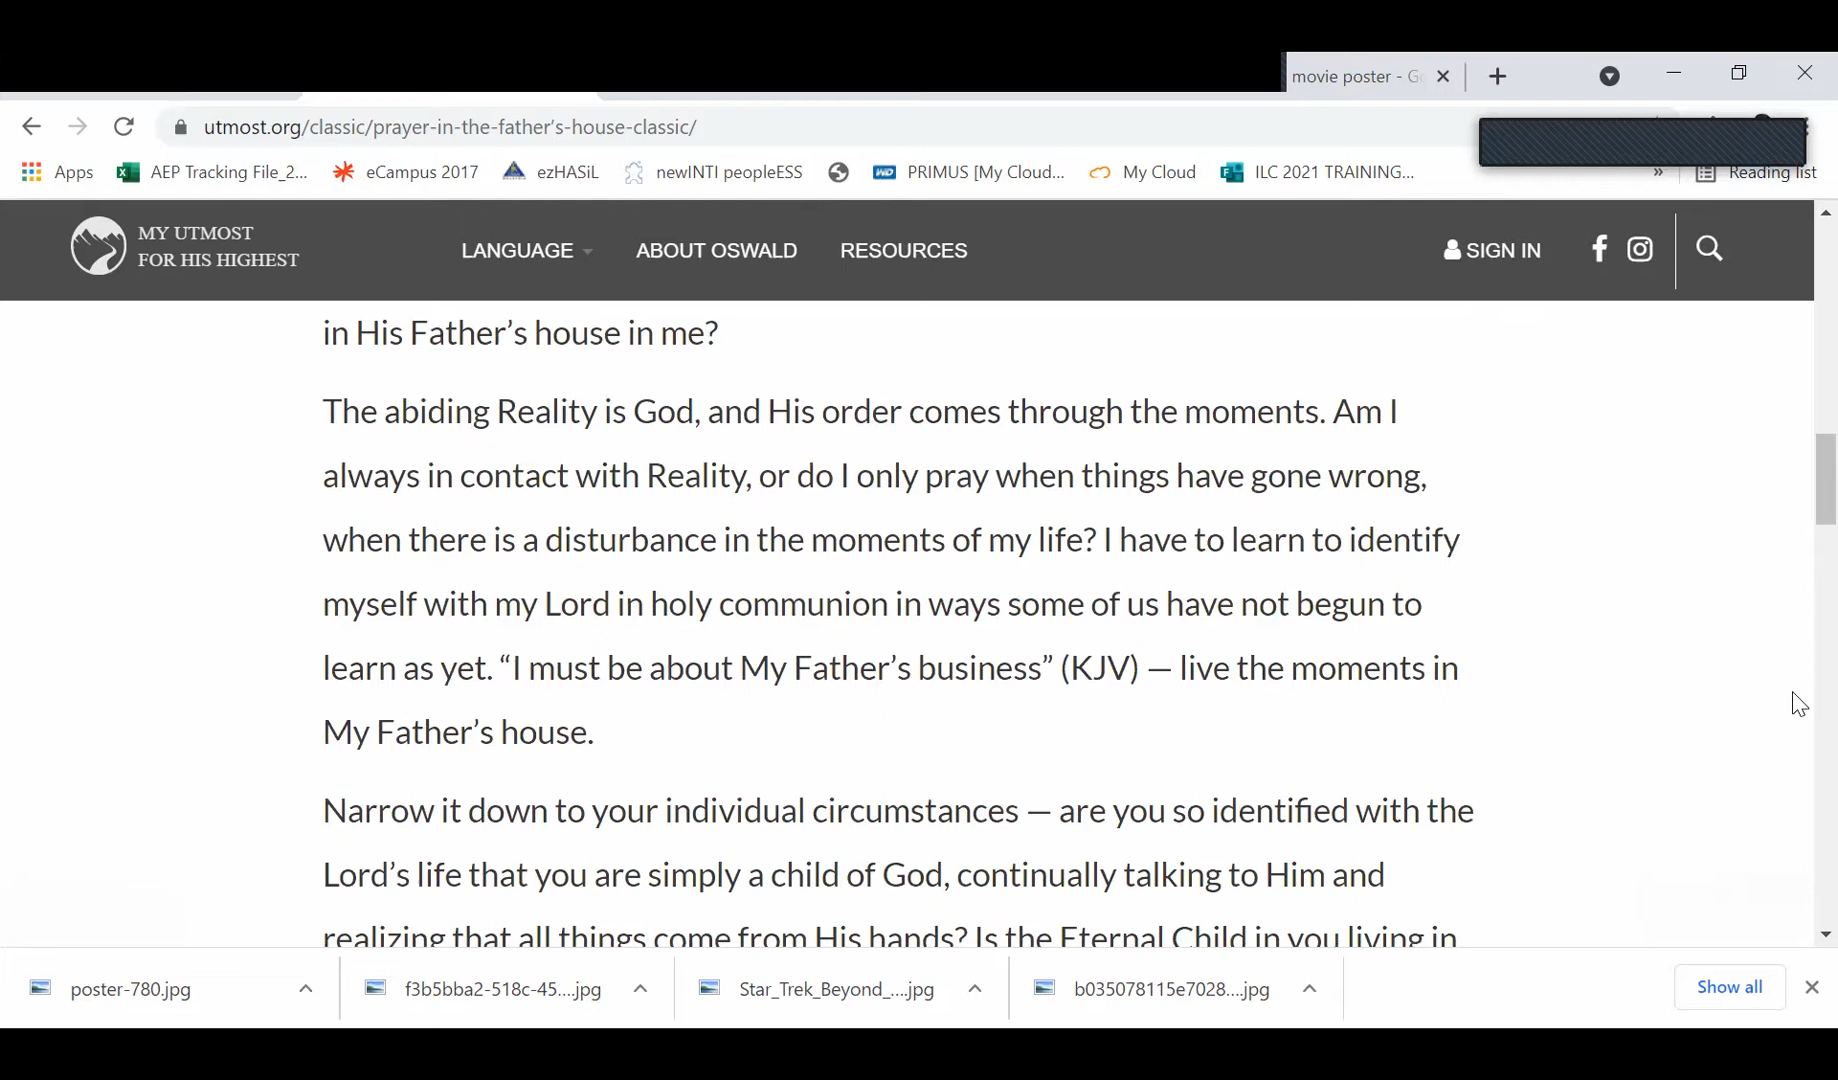 movie poster - Go
utmost.org/classic/prayer-in-the-father's-house-classic/
Apps AEP Tracking File_2... eCampus 2017 ezHASiL newINTI peopleESS PRIMUS [My Cloud... My Cloud ILC 2021 TRAINING... » Reading list
MY UTMOST
FOR HIS HIGHEST
LANGUAGE ABOUT OSWALD RESOURCES SIGN IN
in His Father’s house in me?
The abiding Reality is God, and His order comes through the moments. Am I
always in contact with Reality, or do I only pray when things have gone wrong,
when there is a disturbance in the moments of my life? I have to learn to identify
myself with my Lord in holy communion in ways some of us have not begun to
learn as yet. “I must be about My Father’s business” (KJV) — live the moments in
My Father’s house.
Narrow it down to your individual circumstances — are you so identified with the
Lord’s life that you are simply a child of God, continually talking to Him and
realizing that all things come from His hands? Is the Eternal Child in you living in
poster-780.jpg f3b5bba2-518c-45....jpg Star_Trek_Beyond_....jpg b035078115e7028....jpg Show all